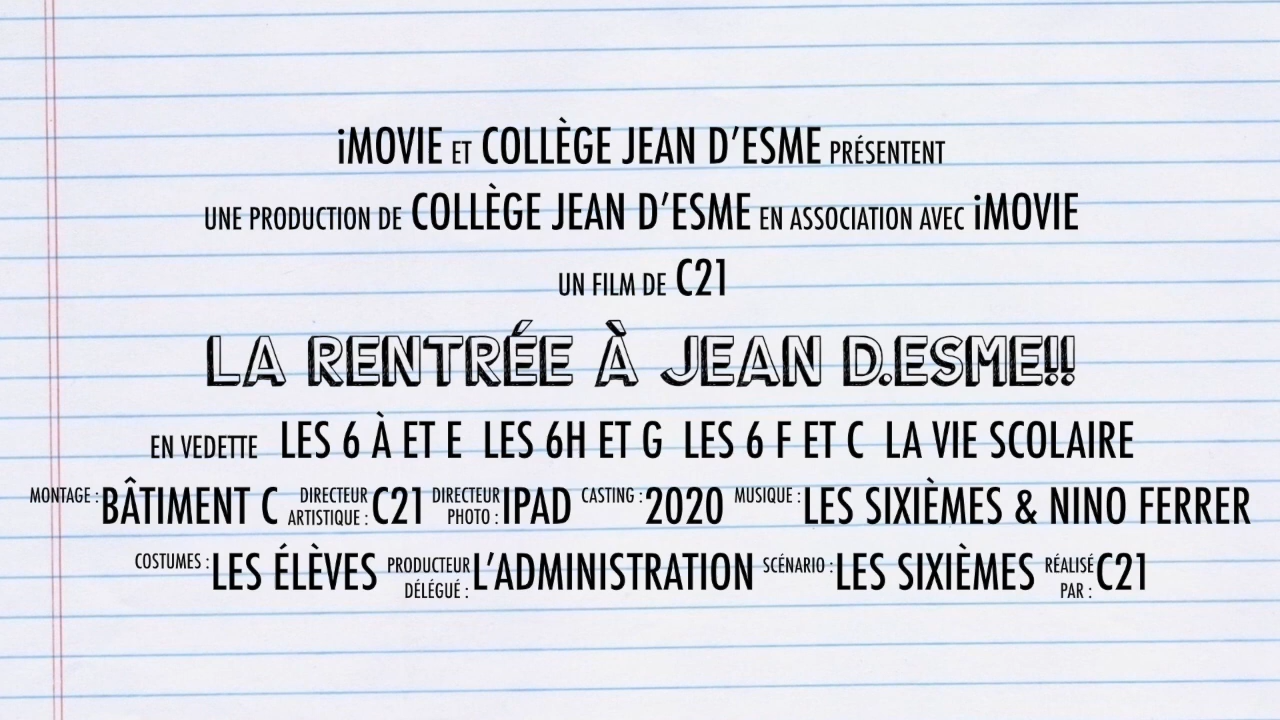 iMOVIE ET COLLÈGE JEAN D'ESME PRÉSENTENT
UNE PRODUCTION DE COLLÈGE JEAN D'ESME EN ASSOCIATION AVEC iMOVIE
UN FILM DE C21
LA RENTRÉE À JEAN D.ESME!!
EN VEDETTE LES 6 À ET E LES 6H ET G LES 6 F ET C LA VIE SCOLAIRE
MONTAGE : BÂTIMENT C DIRECTEUR ARTISTIQUE : C21 DIRECTEUR PHOTO : IPAD CASTING : 2020 MUSIQUE : LES SIXIÈMES & NINO FERRER
COSTUMES : LES ÉLÈVES PRODUCTEUR DÉLÉGUÉ : L'ADMINISTRATION SCÉNARIO : LES SIXIÈMES RÉALISÉ PAR : C21